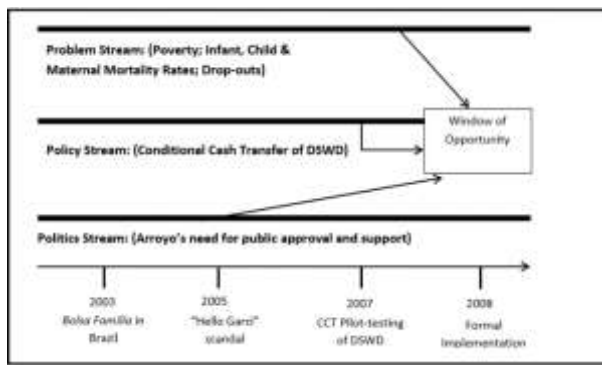 Problem Stream: (Poverty; Infant, Child &
Maternal Mortality Rates; Drop-outs)
Window of
Opportunity
Policy Stream: (Conditional Cash Transfer of DSWD)
Politics Stream: (Arroyo's need for public approval and support)
2003
Bolsa Familia in
Brazil
2005
"Hello Garci"
scandal
2007
CCT Pilot-testing
of DSWD
2008
Formal
Implementation